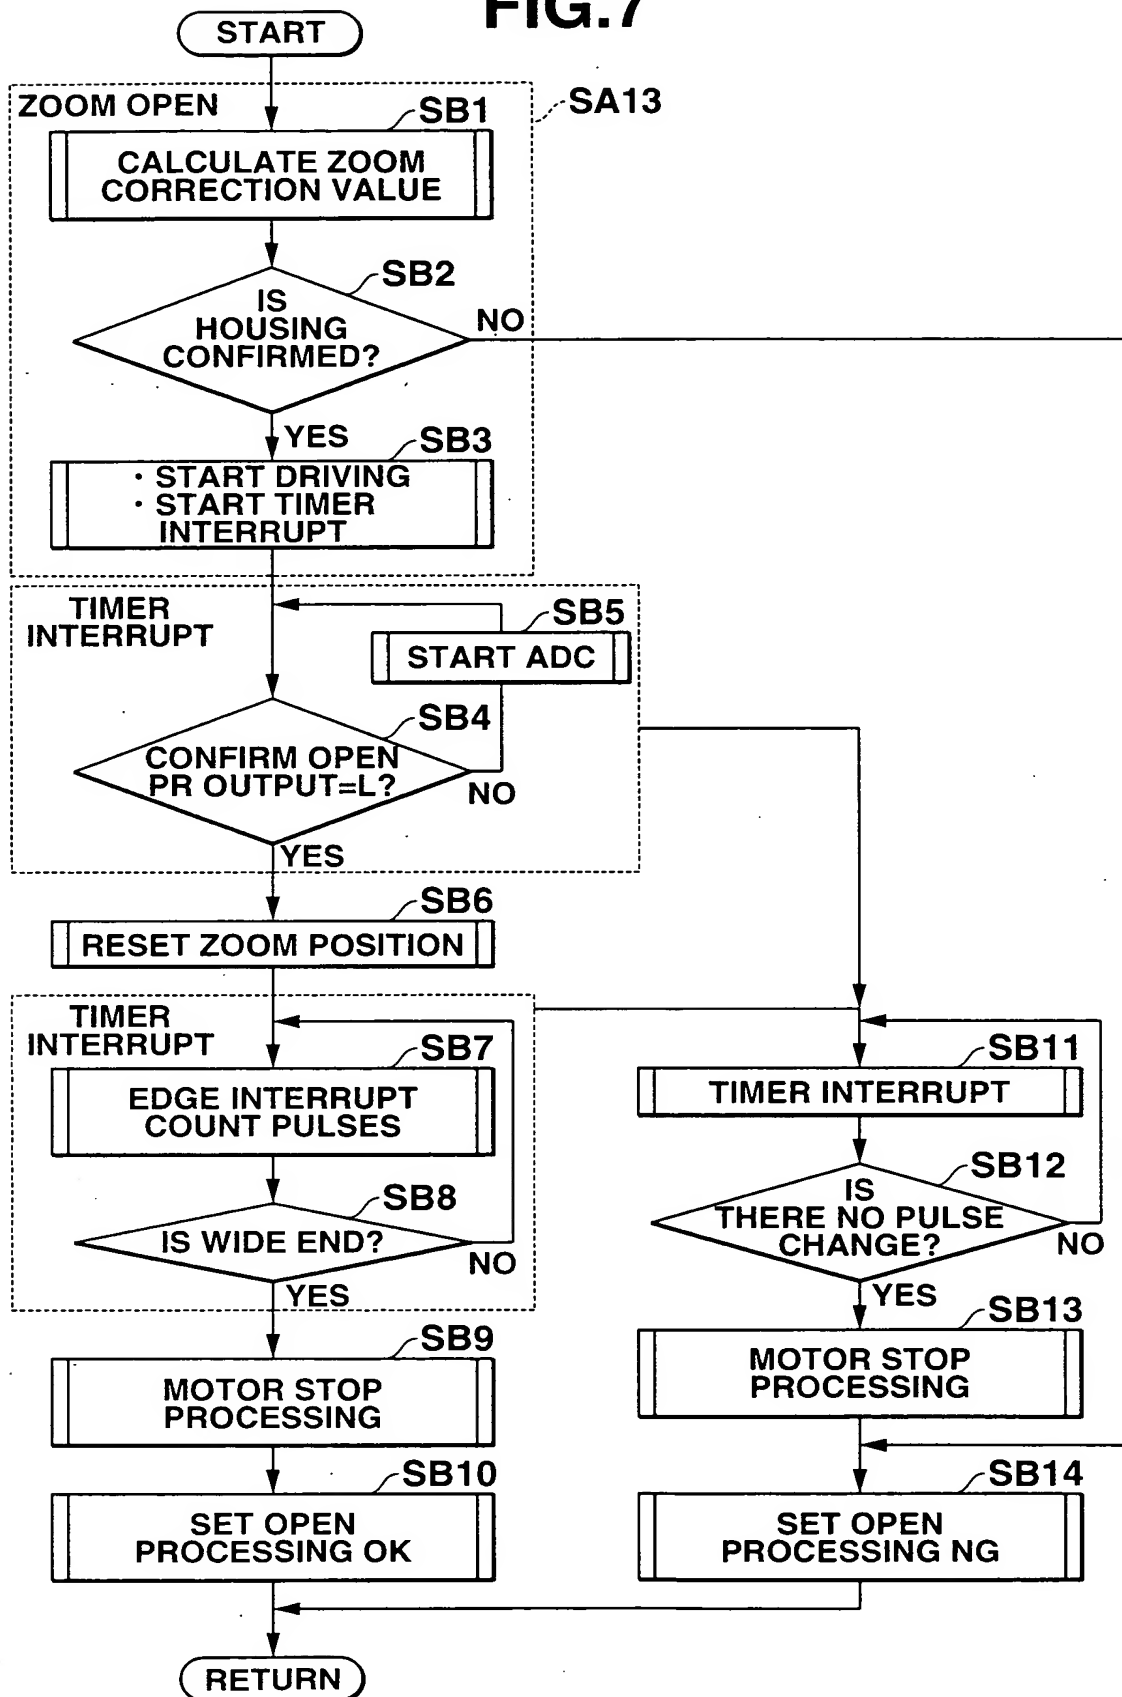 FIG.7
START
ZOOM OPEN
SA13
SB1
CALCULATE ZOOM
CORRECTION VALUE
SB2
IS
HOUSING
CONFIRMED?
NO
YES
SB3
· START DRIVING
· START TIMER
INTERRUPT
TIMER
INTERRUPT
SB5
START ADC
SB4
CONFIRM OPEN
PR OUTPUT=L?
NO
YES
SB6
RESET ZOOM POSITION
TIMER
INTERRUPT
SB7
EDGE INTERRUPT
COUNT PULSES
SB8
IS WIDE END?
NO
YES
SB9
MOTOR STOP
PROCESSING
SB10
SET OPEN
PROCESSING OK
SB11
TIMER INTERRUPT
SB12
IS
THERE NO PULSE
CHANGE?
NO
YES
SB13
MOTOR STOP
PROCESSING
SB14
SET OPEN
PROCESSING NG
RETURN